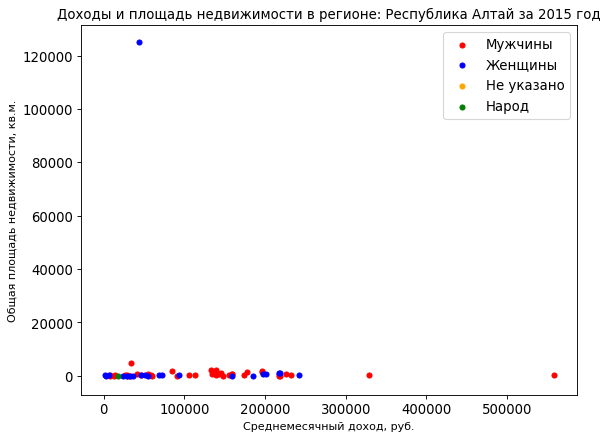 Доходы и площадь недвижимости в регионе: Республика Алтай за 2015 год
Общая площадь недвижимости, кв.м.
120000
100000
80000
60000
40000
20000
0
Мужчины
Женщины
Не указано
Народ
0 100000 200000 300000 400000 500000
Среднемесячный доход, руб.